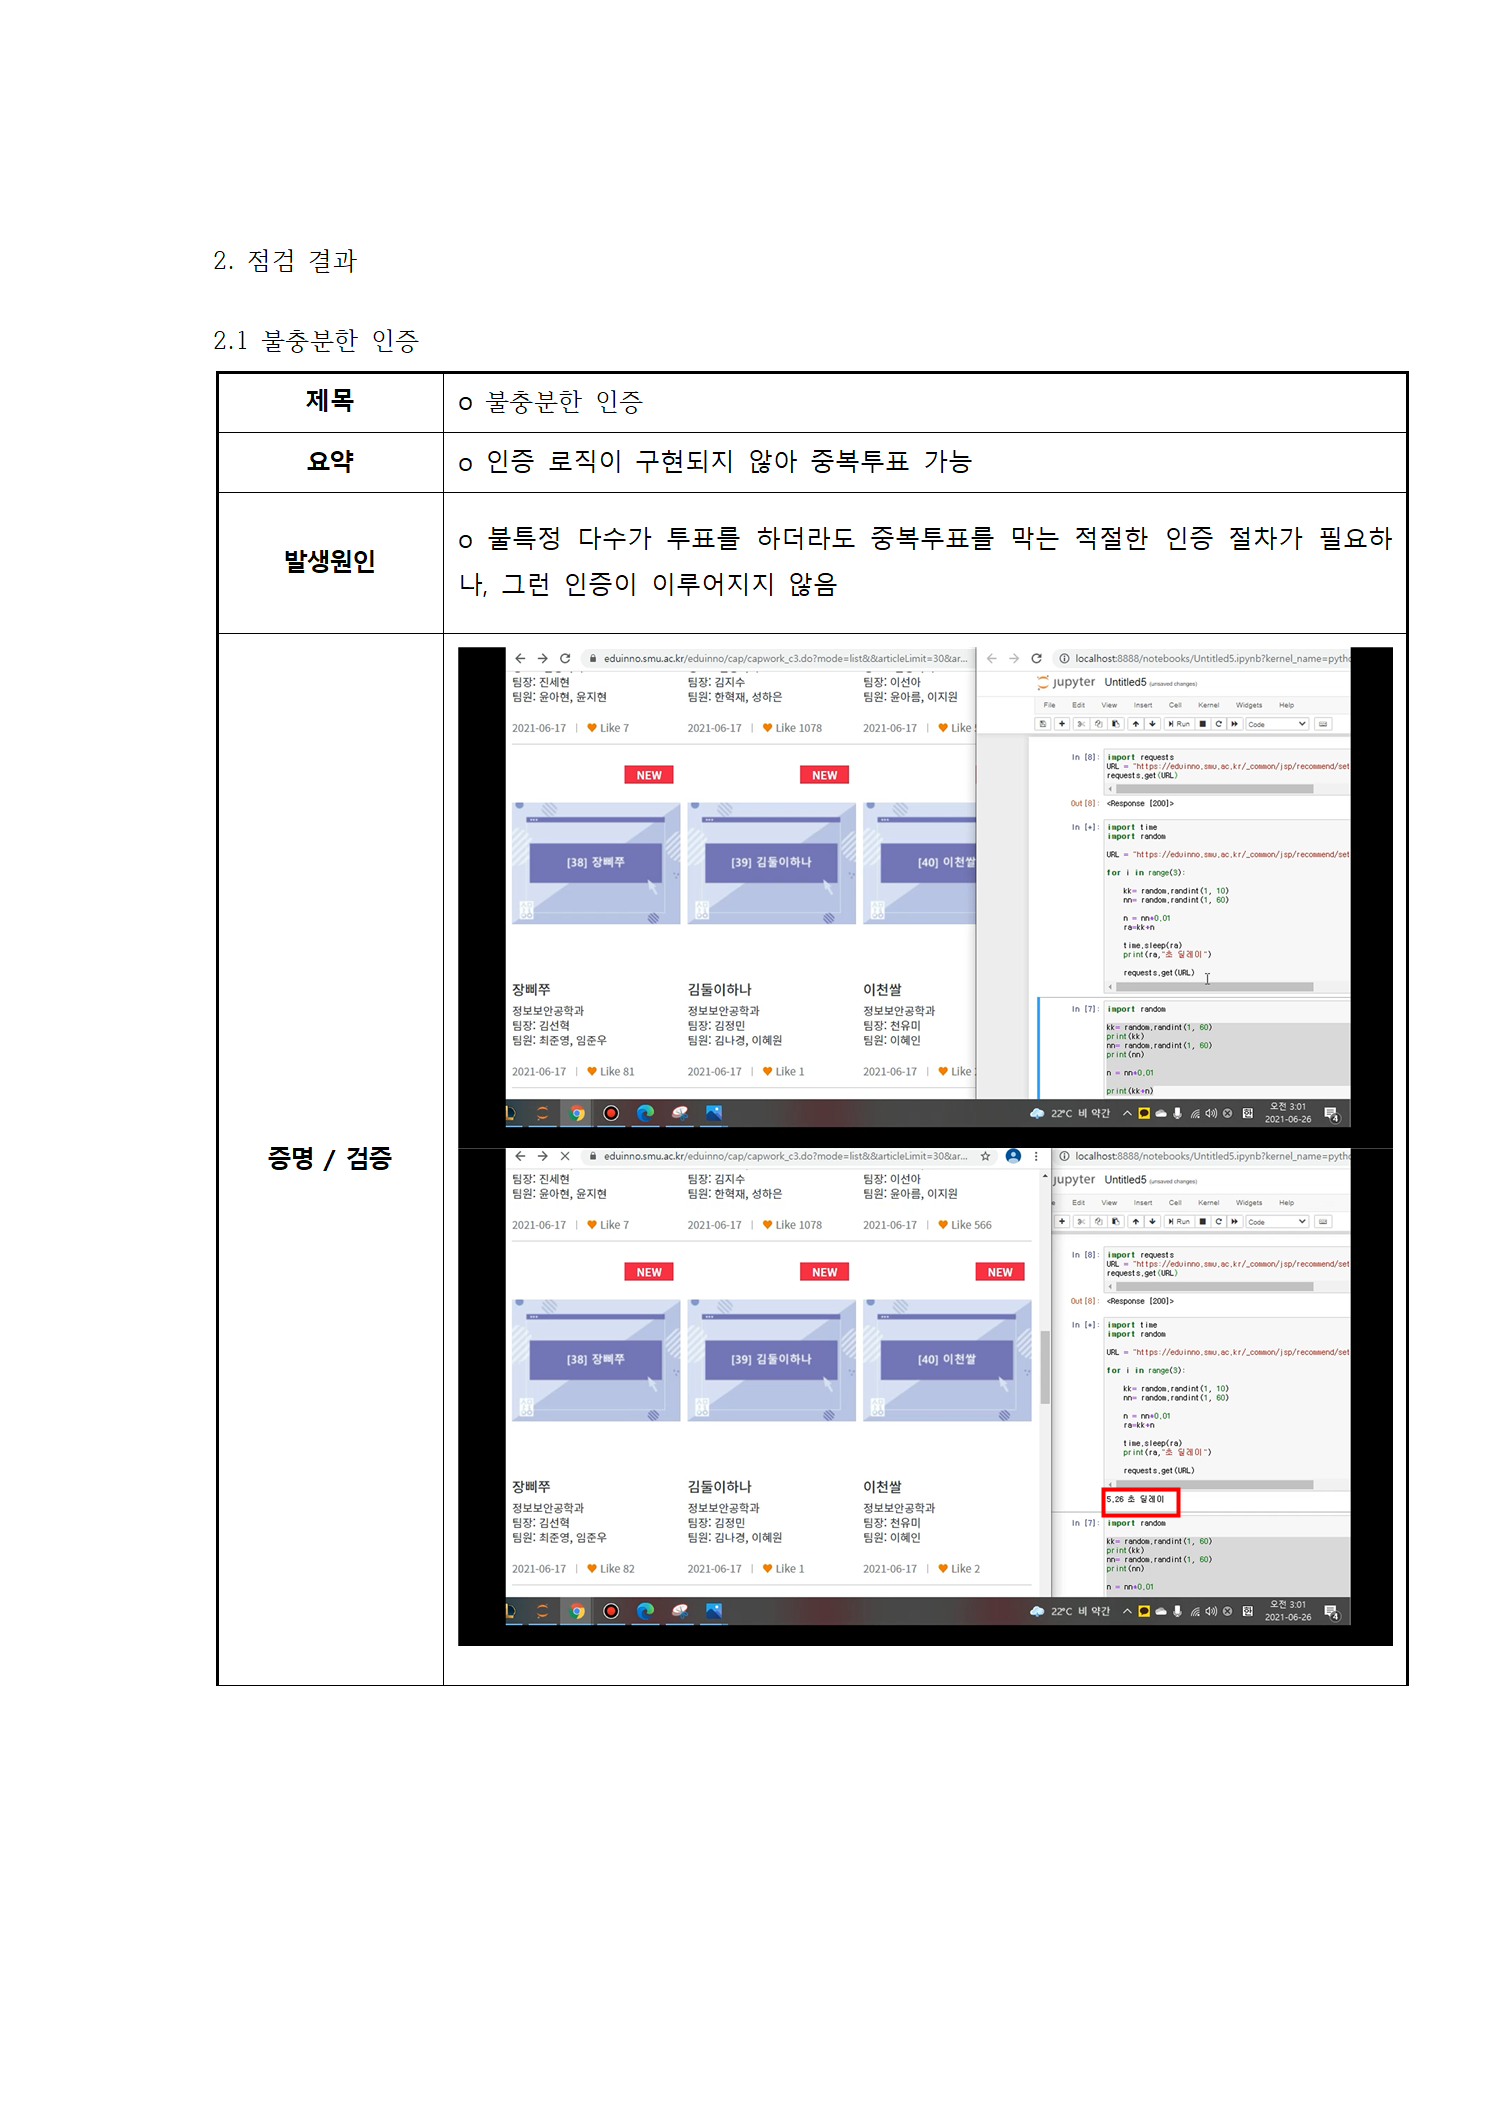 2. 점검 결과
2.1 불충분한 인증
제목
o 불충분한 인증
요약
o 인증 로직이 구현되지 않아 중복투표 가능
발생원인
o 불특정 다수가 투표를 하더라도 중복투표를 막는 적절한 인증 절차가 필요하
나, 그런 인증이 이루어지지 않음
증명 / 검증
eduinno.smu.ac.kr/eduinno/cap/capwork_c3.do?mode=list&&articleLimit=30&ar...
팀장: 진세현 팀장: 김지수 팀장: 이선아
팀원: 윤아현, 윤지현 팀원: 한혁재, 성하은 팀원: 윤아름, 이지원
2021-06-17 | Like 7 2021-06-17 | Like 1078 2021-06-17 | Like
NEW NEW
[38] 장삐쭈 [39] 김둘이하나 [40] 이천쌀
장삐쭈 김둘이하나 이천쌀
정보보안공학과 정보보안공학과 정보보안공학과
팀장: 김선혁 팀장: 김정민 팀장: 천유미
팀원: 최준영, 임준우 팀원: 김나경, 이혜원 팀원: 이혜인
2021-06-17 | Like 81 2021-06-17 | Like 1 2021-06-17 | Like
localhost:8888/notebooks/Untitled5.ipynb?kernel_name=pytho
jupyter Untitled5 (unsaved changes)
File Edit View Insert Cell Kernel Widgets Help
Run Code
In [8]: import requests
URL = "https://eduinno.smu.ac.kr/_common/jsp/recommend/set
requests.get(URL)
Out[8]: <Response [200]>
In [*]: import time
import random
URL = "https://eduinno.smu.ac.kr/_common/jsp/recommend/set
for i in range(3):
kk= random.randint(1, 10)
nn= random.randint(1, 60)
n = nn*0.01
ra=kk+n
time.sleep(ra)
print(ra,"초 딜레이")
requests.get(URL)
In [7]: import random
kk= random.randint(1, 60)
print(kk)
nn= random.randint(1, 60)
print(nn)
n = nn*0.01
print(kk+n)
22°C 비 약간 오전 3:01
2021-06-26
4
eduinno.smu.ac.kr/eduinno/cap/capwork_c3.do?mode=list&&articleLimit=30&ar...
팀장: 진세현 팀장: 김지수 팀장: 이선아
팀원: 윤아현, 윤지현 팀원: 한혁재, 성하은 팀원: 윤아름, 이지원
2021-06-17 | Like 7 2021-06-17 | Like 1078 2021-06-17 | Like 566
NEW NEW NEW
[38] 장삐쭈 [39] 김둘이하나 [40] 이천쌀
장삐쭈 김둘이하나 이천쌀
정보보안공학과 정보보안공학과 정보보안공학과
팀장: 김선혁 팀장: 김정민 팀장: 천유미
팀원: 최준영, 임준우 팀원: 김나경, 이혜원 팀원: 이혜인
2021-06-17 | Like 82 2021-06-17 | Like 1 2021-06-17 | Like 2
localhost:8888/notebooks/Untitled5.ipynb?kernel_name=pytho
jupyter Untitled5 (unsaved changes)
e Edit View Insert Cell Kernel Widgets Help
Run Code
In [8]: import requests
URL = "https://eduinno.smu.ac.kr/_common/jsp/recommend/set
requests.get(URL)
Out[8]: <Response [200]>
In [*]: import time
import random
URL = "https://eduinno.smu.ac.kr/_common/jsp/recommend/set
for i in range(3):
kk= random.randint(1, 10)
nn= random.randint(1, 60)
n = nn*0.01
ra=kk+n
time.sleep(ra)
print(ra,"초 딜레이")
requests.get(URL)
5.26 초 딜레이
In [7]: import random
kk= random.randint(1, 60)
print(kk)
nn= random.randint(1, 60)
print(nn)
n = nn*0.01
22°C 비 약간 오전 3:01
2021-06-26
4